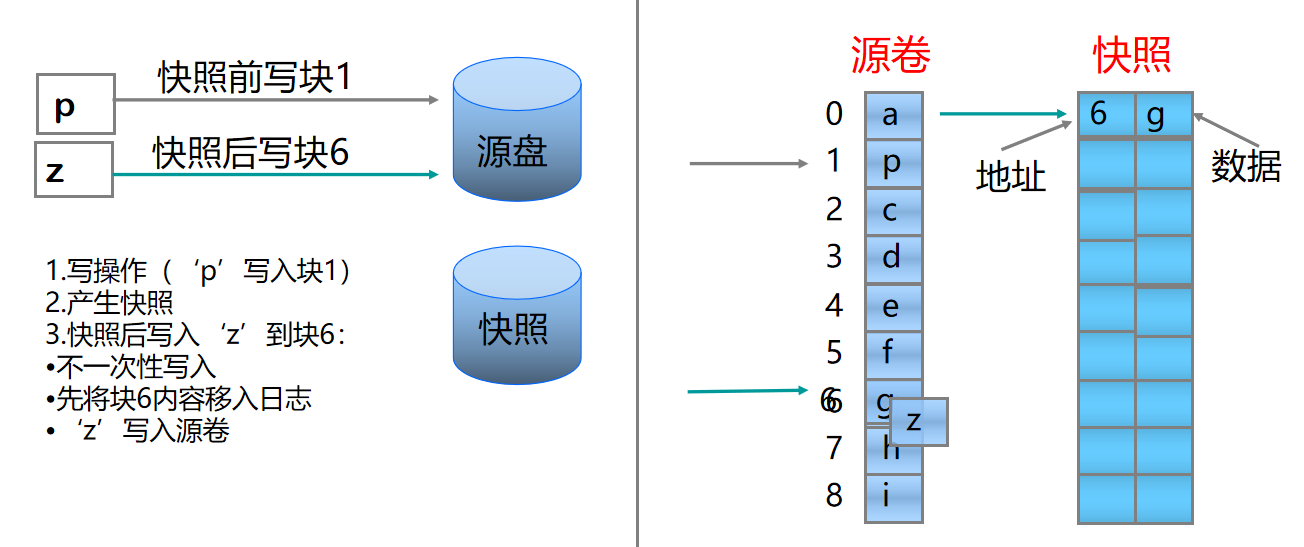 快照前写块1
p
快照后写块6
z
源盘
快照
1.写操作（‘p’写入块1）
2.产生快照
3.快照后写入‘z’到块6：
•不一次性写入
•先将块6内容移入日志
•‘z’写入源卷
源卷
快照
0 a
6 g
地址
数据
1 p
2 c
3 d
4 e
5 f
6 6 g
z
7 h
8 i